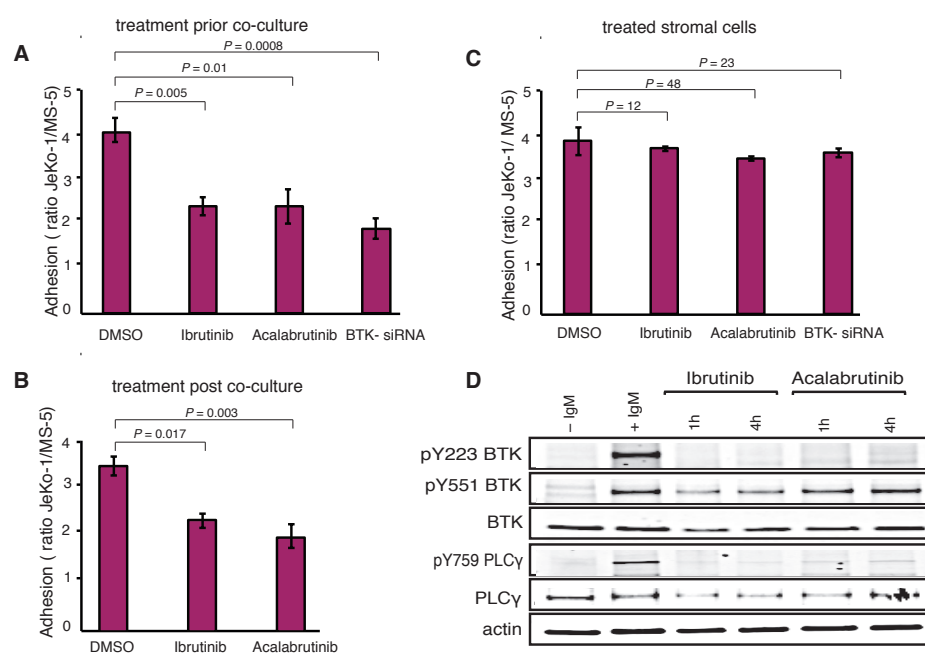 treatment prior co-culture
A
P = 0.0008
P = 0.01
P = 0.005
Adhesion ( ratio JeKo-1/MS-5)
5
4
3
2
1
0
DMSO Ibrutinib Acalabrutinib BTK- siRNA
treated stromal cells
C
P = 23
P = 48
P = 12
Adhesion (ratio JeKo-1/ MS-5)
5
4
3
2
1
0
DMSO Ibrutinib Acalabrutinib BTK- siRNA
B
treatment post co-culture
P = 0.003
P = 0.017
Adhesion ( ratio JeKo-1/MS-5)
4
3
2
1
0
DMSO Ibrutinib Acalabrutinib
D
Ibrutinib Acalabrutinib
– IgM + IgM 1h 4h 1h 4h
pY223 BTK
pY551 BTK
BTK
pY759 PLCγ
PLCγ
actin